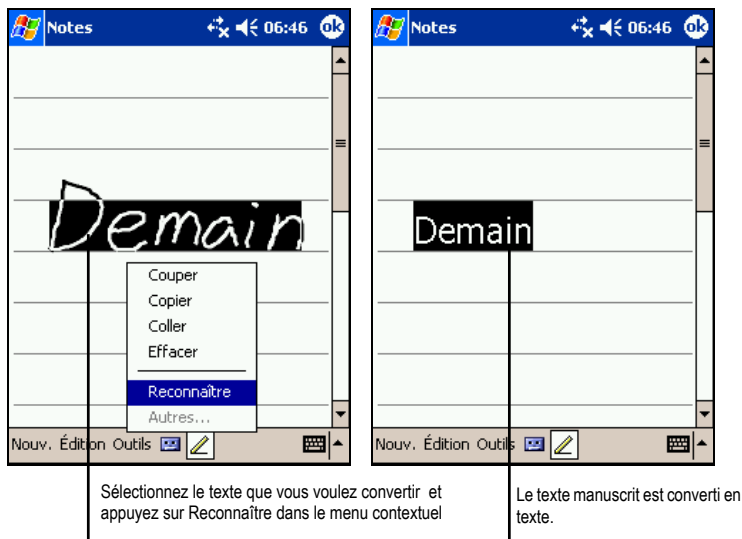 Notes 06:46 ok
Demain
Couper
Copier
Coller
Effacer
Reconnaître
Autres...
Nouv. Édition Outils
Sélectionnez le texte que vous voulez convertir et
appuyez sur Reconnaître dans le menu contextuel
Notes 06:46 ok
Demain
Nouv. Édition Outils
Le texte manuscrit est converti en
texte.